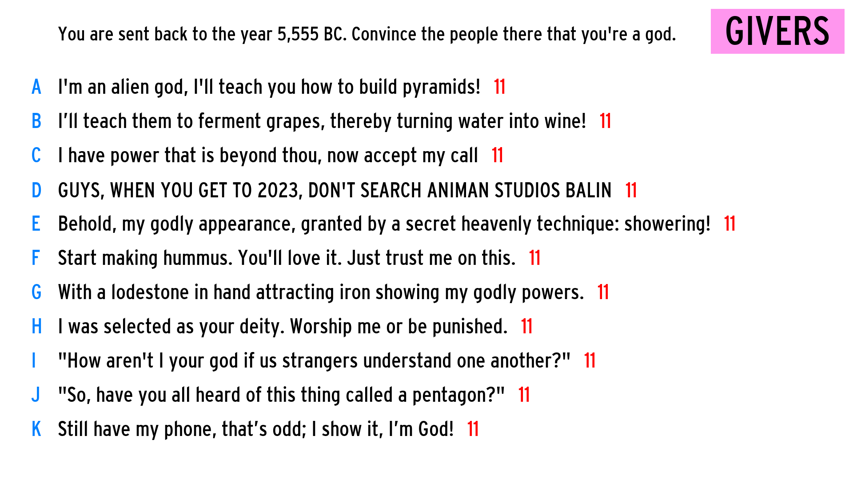 You are sent back to the year 5,555 BC. Convince the people there that you're a god.
GIVERS
A I'm an alien god, I'll teach you how to build pyramids! 11
B I’ll teach them to ferment grapes, thereby turning water into wine! 11
C I have power that is beyond thou, now accept my call 11
D GUYS, WHEN YOU GET TO 2023, DON'T SEARCH ANIMAN STUDIOS BALIN 11
E Behold, my godly appearance, granted by a secret heavenly technique: showering! 11
F Start making hummus. You'll love it. Just trust me on this. 11
G With a lodestone in hand attracting iron showing my godly powers. 11
H I was selected as your deity. Worship me or be punished. 11
I "How aren't I your god if us strangers understand one another?" 11
J "So, have you all heard of this thing called a pentagon?" 11
K Still have my phone, that’s odd; I show it, I’m God! 11